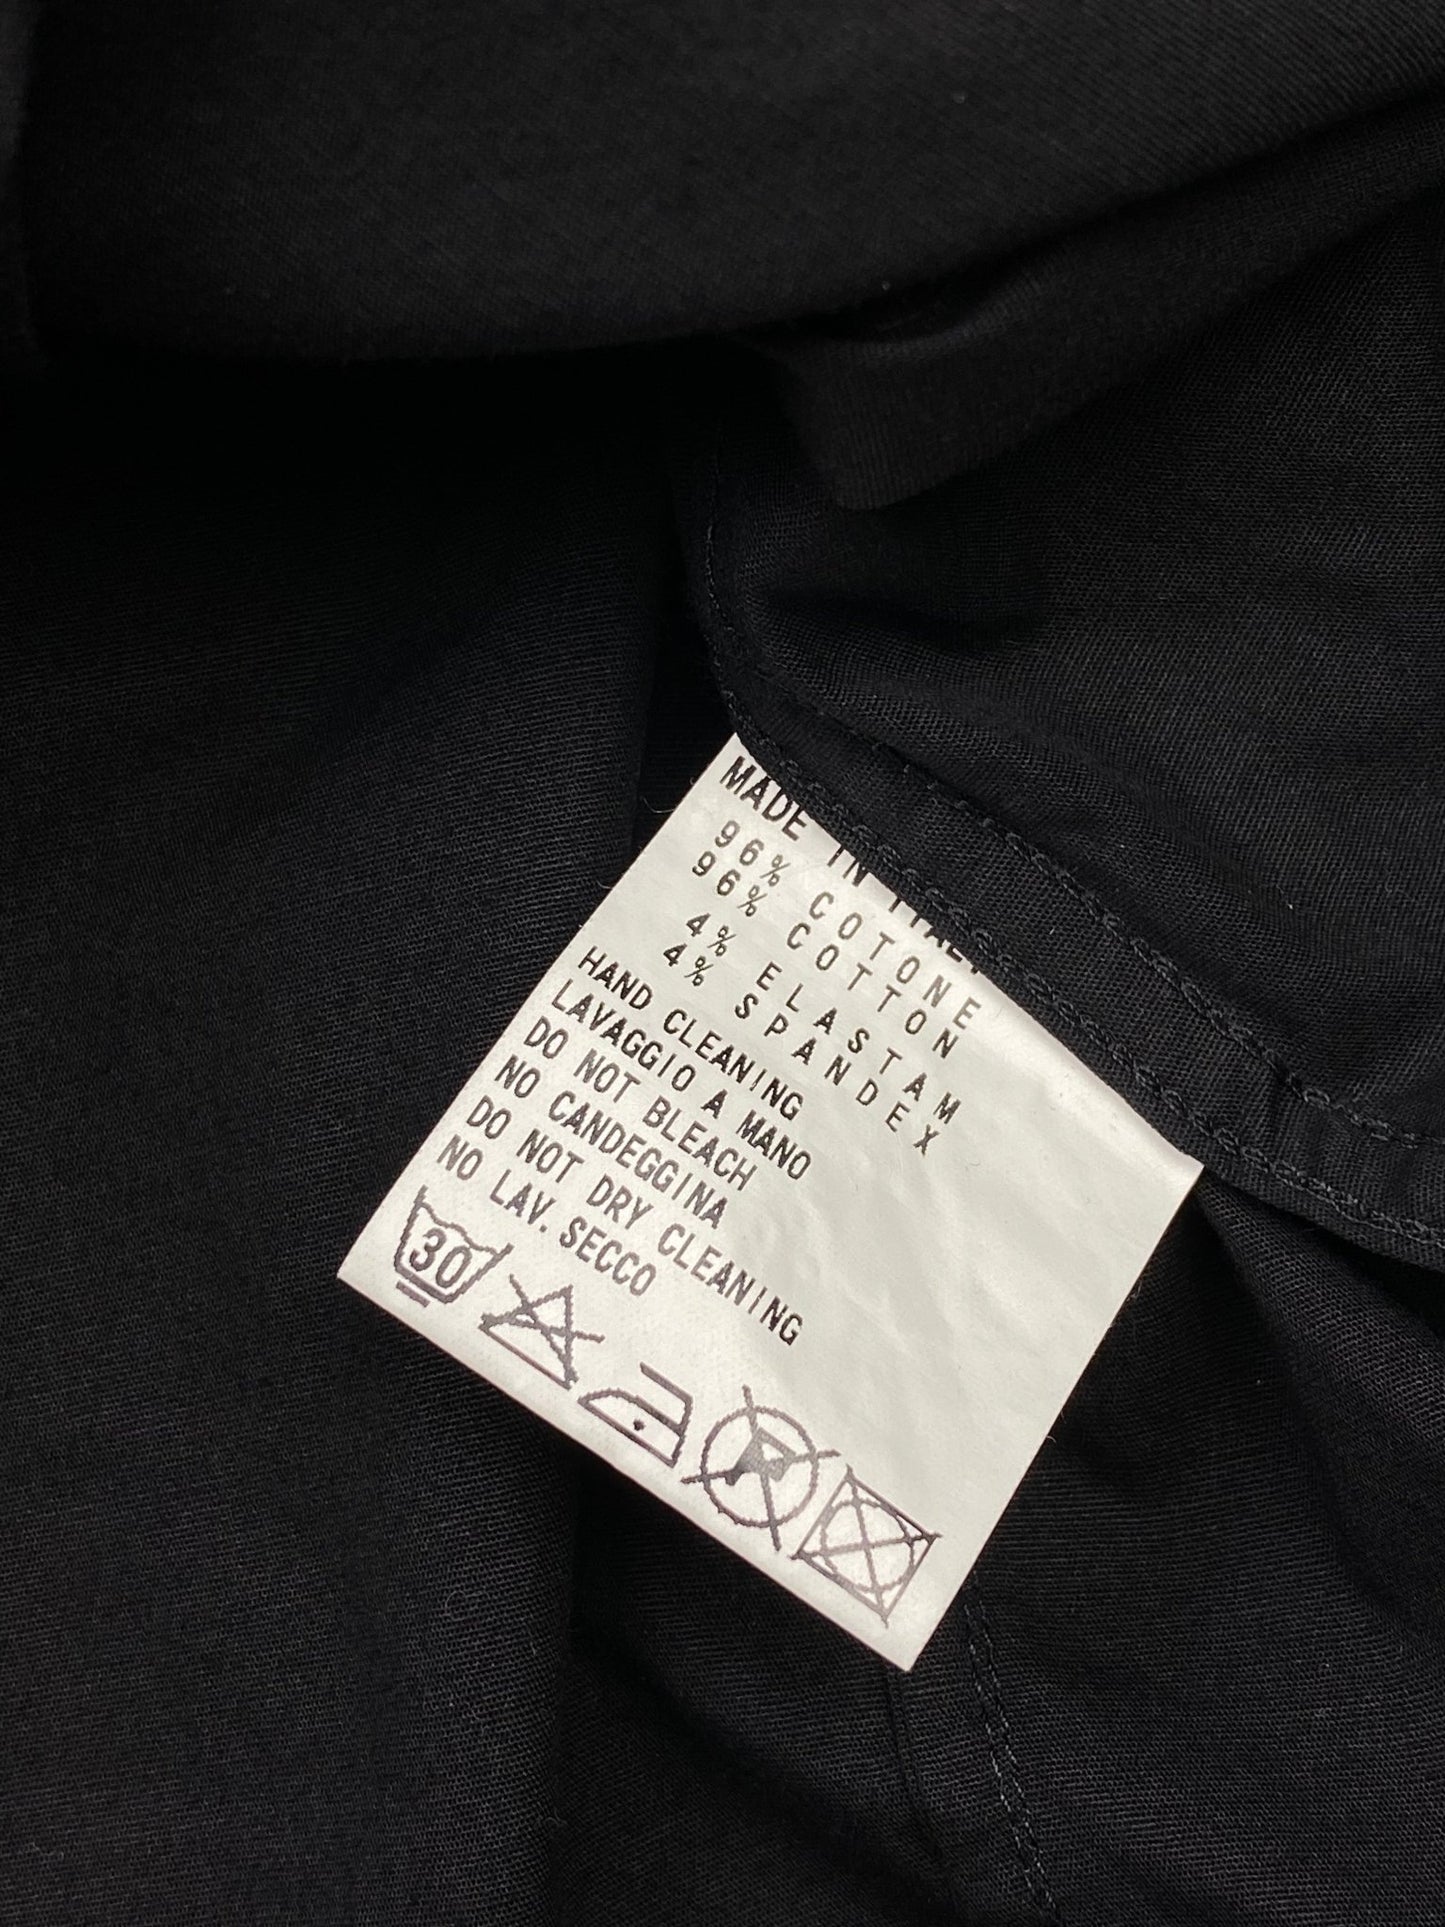 MADE IN ITALY
96% COTONE
96% COTTON
4% ELASTAM
4% SPANDEX
HAND CLEANING
LAVAGGIO A MANO
DO NOT BLEACH
NO CANDEGGINA
DO NOT DRY CLEANING
NO LAV. SECCO
30